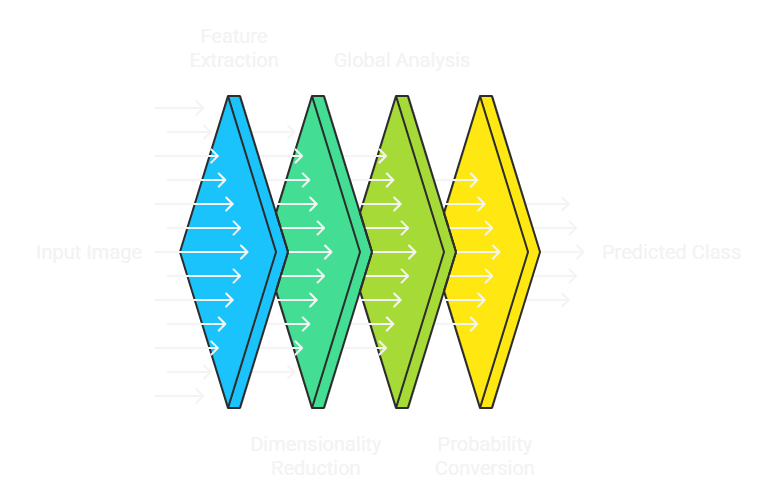 Feature
Extraction
Global Analysis
Input Image
Predicted Class
Dimensionality
Reduction
Probability
Conversion